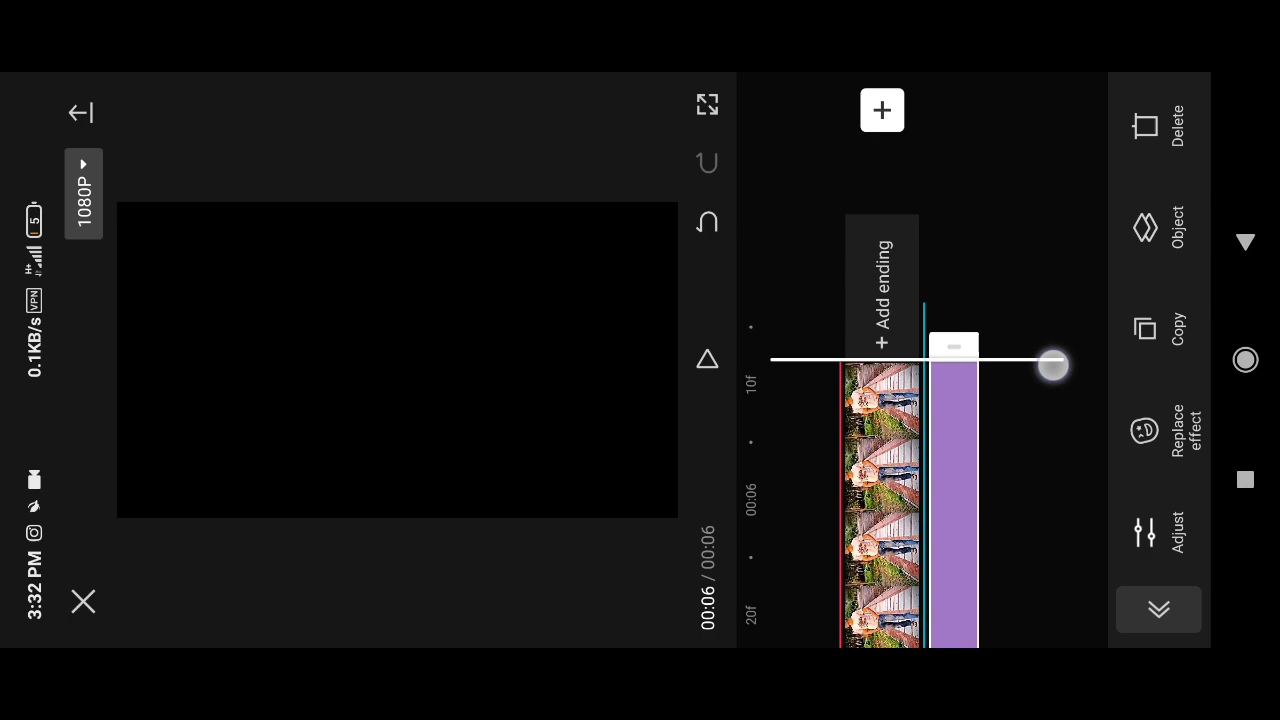 3:32 PM
0.1KB/s VPN H+ 5
1080P
00:06 / 00:06
20f
00:06
10f
+ Add ending
Adjust
Replace
effect
Copy
Object
Delete